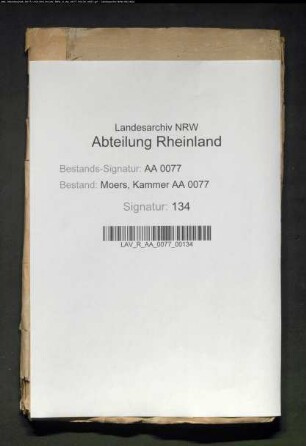 Landesarchiv NRW
Abteilung Rheinland
Bestands-Signatur: AA 0077
Bestand: Moers, Kammer AA 0077
Signatur: 134
LAV_R_AA_0077_00134